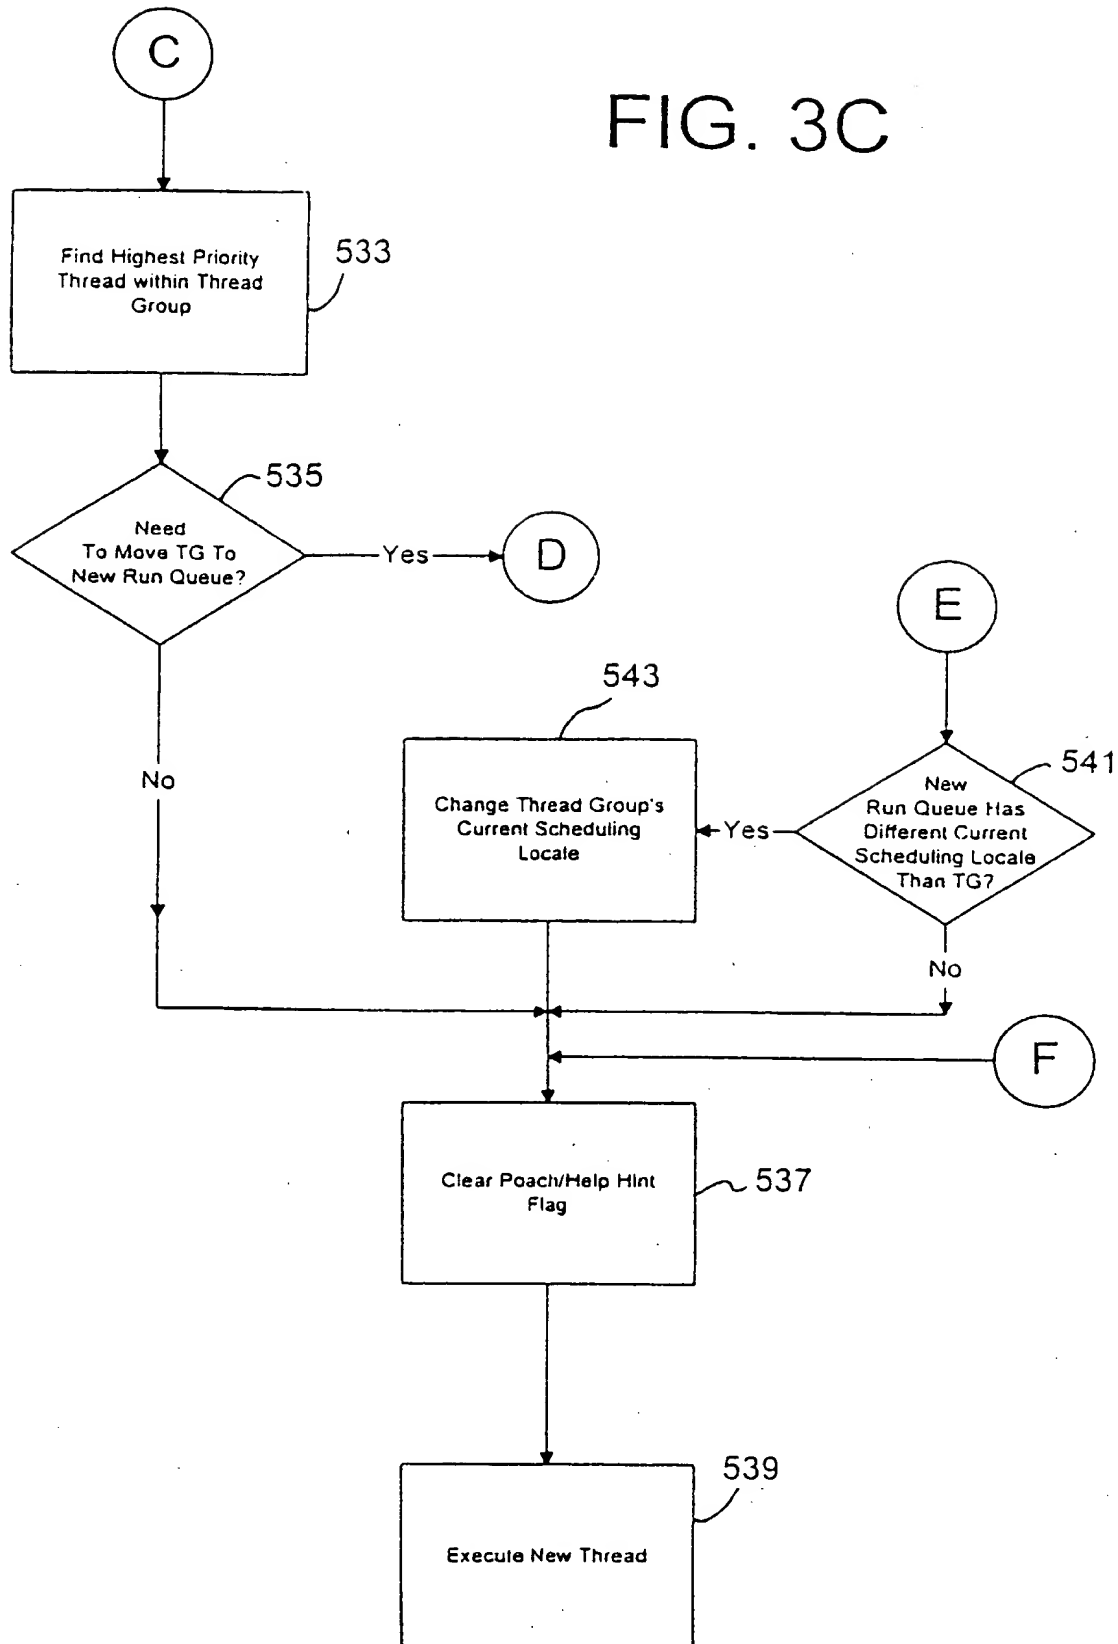 C
FIG. 3C
Find Highest Priority
Thread within Thread
Group
533
535
Need
To Move TG To
New Run Queue?
Yes
D
E
543
541
No
Change Thread Group's
Current Scheduling
Locale
Yes
New
Run Queue Has
Different Current
Scheduling Locale
Than TG?
No
F
Clear Poach/Help Hint
Flag
537
539
Execute New Thread